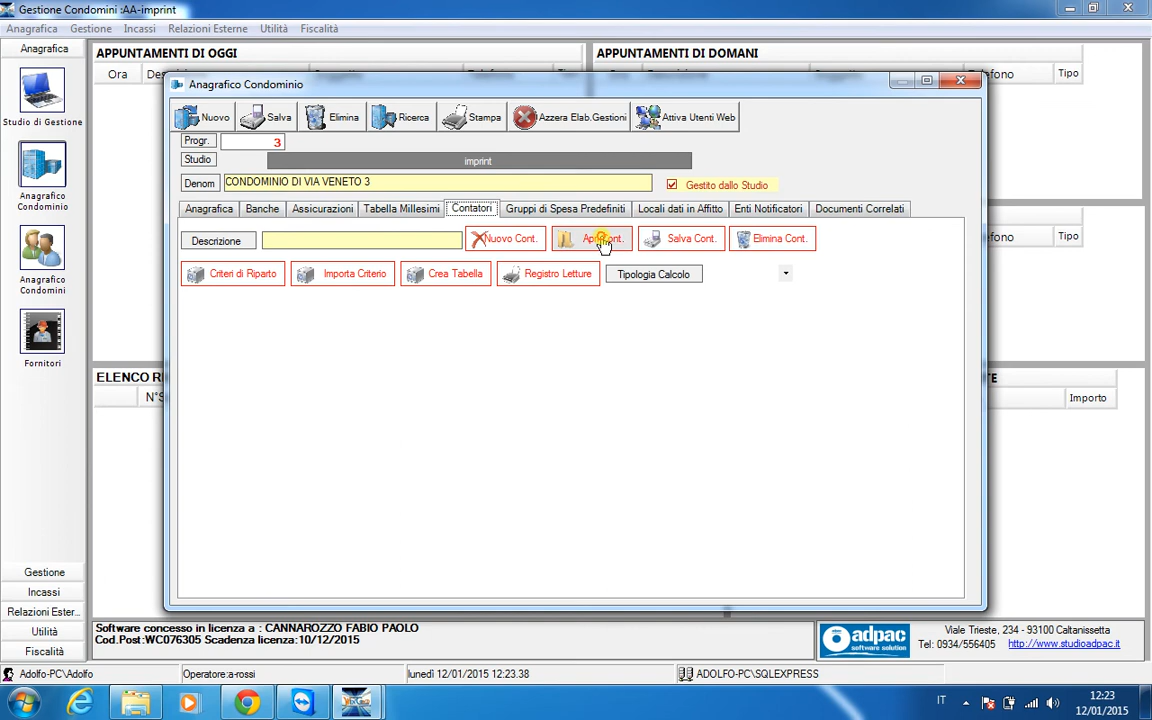 Gestione Condomini :AA-imprint
Anagrafica Gestione Incassi Relazioni Esterne Utilità Fiscalità
Anagrafica
Studio di Gestione
Anagrafico
Condominio
Anagrafico
Condomini
Fornitori
Gestione
Incassi
Relazioni Ester...
Utilità
Fiscalità
APPUNTAMENTI DI OGGI
Ora
APPUNTAMENTI DI DOMANI
Tipo
Anagrafico Condominio
Nuovo Salva Elimina Ricerca Stampa Azzera Elab.Gestioni Attiva Utenti Web
Progr. 3
Studio imprint
Denom CONDOMINIO DI VIA VENETO 3 Gestito dallo Studio
Anagrafica Banche Assicurazioni Tabella Millesimi Contatori Gruppi di Spesa Predefiniti Locali dati in Affitto Enti Notificatori Documenti Correlati
Descrizione Nuovo Cont. Salva Cont. Elimina Cont.
Criteri di Riparto Importa Criterio Crea Tabella Registro Letture Tipologia Calcolo
Tipo
Importo
Software concesso in licenza a : CANNAROZZO FABIO PAOLO
Cod.Post:WC076305 Scadenza licenza:10/12/2015
adpac
software solution
Viale Trieste, 234 - 93100 Caltanissetta
Tel: 0934/556405 http://www.studioadpac.it
Adolfo-PC\Adolfo Operatore:a-rossi lunedì 12/01/2015 12.23.38 ADOLFO-PC\SQLEXPRESS
IT
12:23
12/01/2015